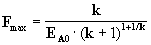 F_max = k / (E_A0 · (k + 1)^(1+1/k))